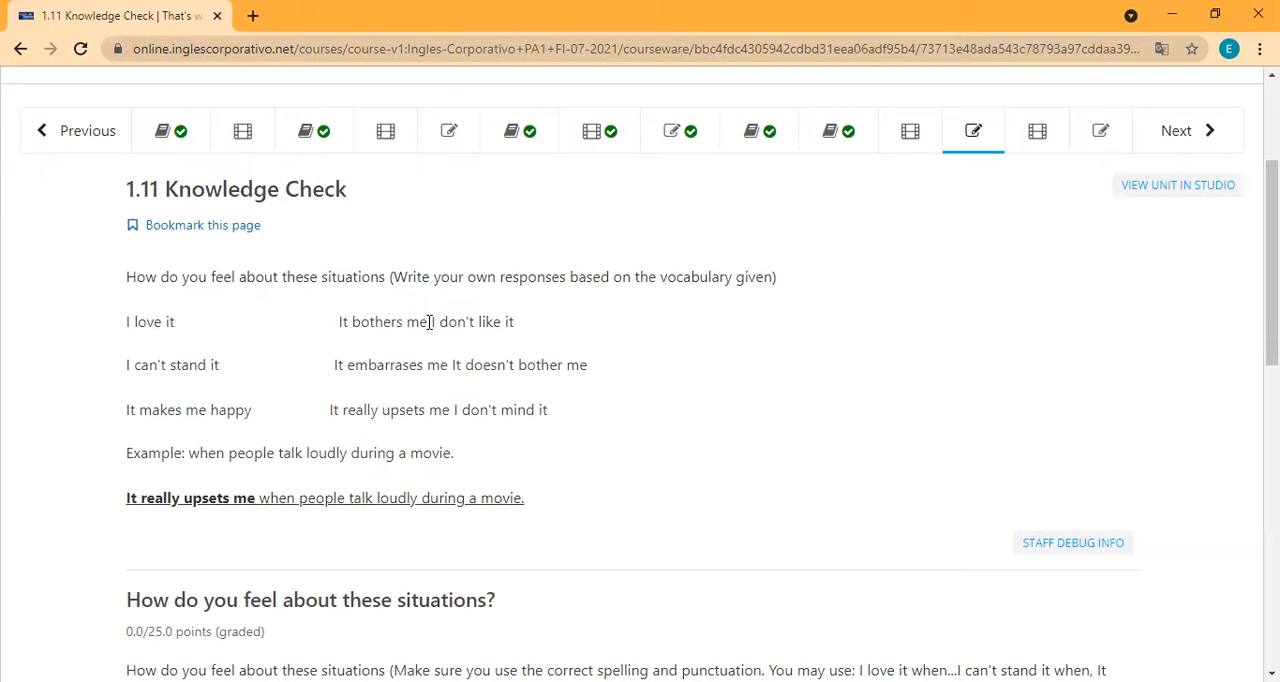 1.11 Knowledge Check | That's w
online.inglescorporativo.net/courses/course-v1:Ingles-Corporativo+PA1+FI-07-2021/courseware/bbc4fdc4305942cdbd31eea06adf95b4/73713e48ada543c78793a97cddaa39...
E
Previous
Next
1.11 Knowledge Check
VIEW UNIT IN STUDIO
Bookmark this page
How do you feel about these situations (Write your own responses based on the vocabulary given)
I love it It bothers me I don't like it
I can't stand it It embarrases me It doesn't bother me
It makes me happy It really upsets me I don't mind it
Example: when people talk loudly during a movie.
It really upsets me when people talk loudly during a movie.
STAFF DEBUG INFO
How do you feel about these situations?
0.0/25.0 points (graded)
How do you feel about these situations (Make sure you use the correct spelling and punctuation. You may use: I love it when...I can't stand it when, It